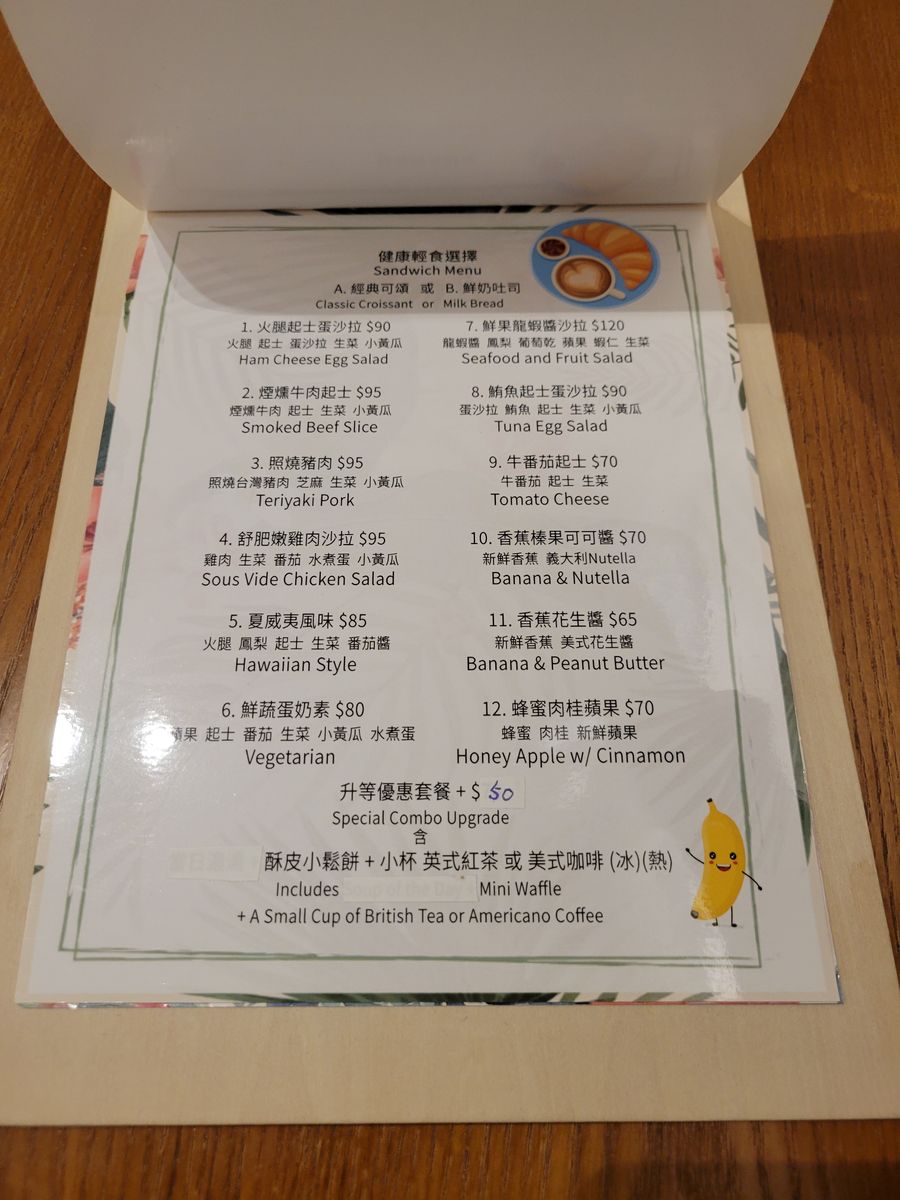 健康輕食選擇
Sandwich Menu
A. 經典可頌 或 B. 鮮奶吐司
Classic Croissant or Milk Bread
1. 火腿起士蛋沙拉 $90
火腿 起士 蛋沙拉 生菜 小黃瓜
Ham Cheese Egg Salad
2. 煙燻牛肉起士 $95
煙燻牛肉 起士 生菜 小黃瓜
Smoked Beef Slice
3. 照燒豬肉 $95
照燒台灣豬肉 芝麻 生菜 小黃瓜
Teriyaki Pork
4. 舒肥嫩雞肉沙拉 $95
雞肉 生菜 番茄 水煮蛋 小黃瓜
Sous Vide Chicken Salad
5. 夏威夷風味 $85
火腿 鳳梨 起士 生菜 番茄醬
Hawaiian Style
6. 鮮蔬蛋奶素 $80
蘋果 起士 番茄 生菜 小黃瓜 水煮蛋
Vegetarian
7. 鮮果龍蝦醬沙拉 $120
龍蝦醬 鳳梨 葡萄乾 蘋果 蝦仁 生菜
Seafood and Fruit Salad
8. 鮪魚起士蛋沙拉 $90
蛋沙拉 鮪魚 起士 生菜 小黃瓜
Tuna Egg Salad
9. 牛番茄起士 $70
牛番茄 起士 生菜
Tomato Cheese
10. 香蕉榛果可可醬 $70
新鮮香蕉 義大利Nutella
Banana & Nutella
11. 香蕉花生醬 $65
新鮮香蕉 美式花生醬
Banana & Peanut Butter
12. 蜂蜜肉桂蘋果 $70
蜂蜜 肉桂 新鮮蘋果
Honey Apple w/ Cinnamon
升等優惠套餐 + $ 50
Special Combo Upgrade
含
酥皮小鬆餅 + 小杯 英式紅茶 或 美式咖啡 (冰)(熱)
Includes Soup of the Day + Mini Waffle
+ A Small Cup of British Tea or Americano Coffee